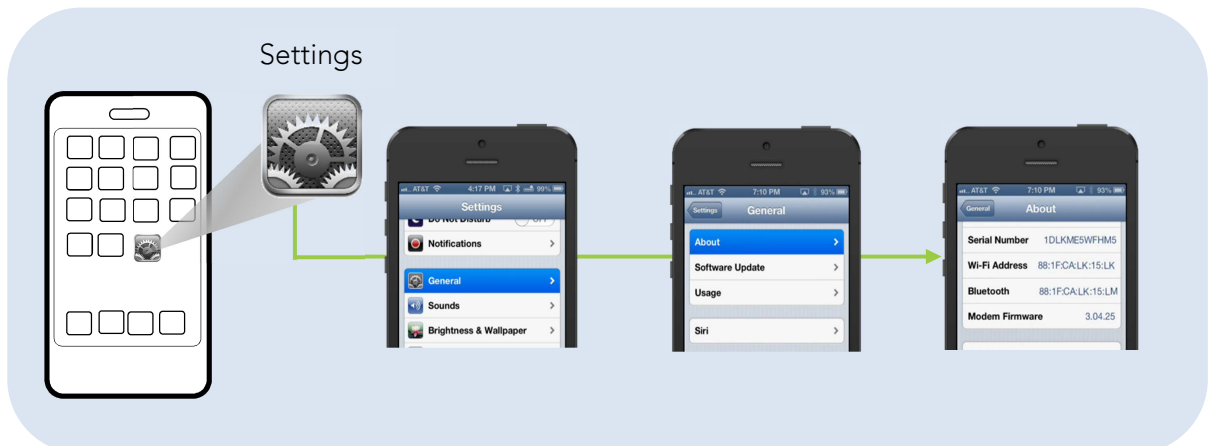 Settings
AT&T 4:17 PM 99%
Settings
Do Not Disturb OFF
Notifications
General
Sounds
Brightness & Wallpaper
AT&T 7:10 PM 93%
Settings General
About
Software Update
Usage
Siri
AT&T 7:10 PM 93%
General About
Serial Number 1DLKME5WFHM5
Wi-Fi Address 88:1F:CA:LK:15:LK
Bluetooth 88:1F:CA:LK:15:LM
Modem Firmware 3.04.25